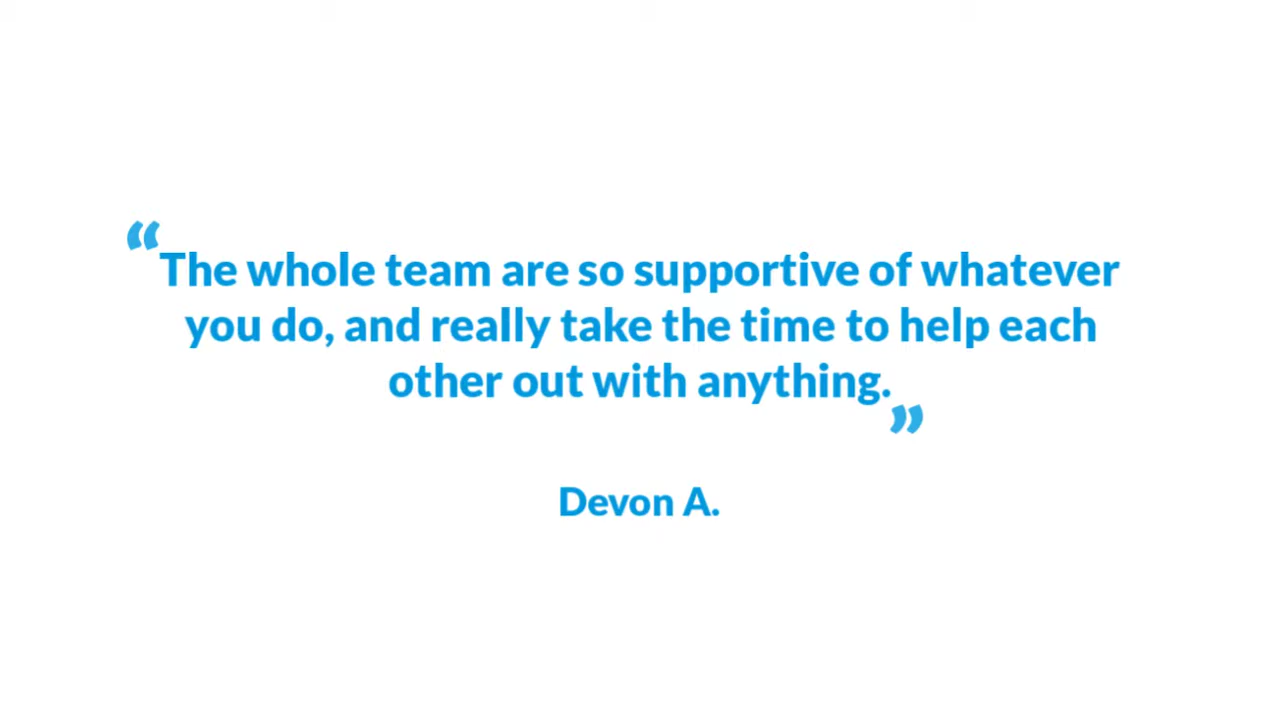 “The whole team are so supportive of whatever
you do, and really take the time to help each
other out with anything.”
Devon A.